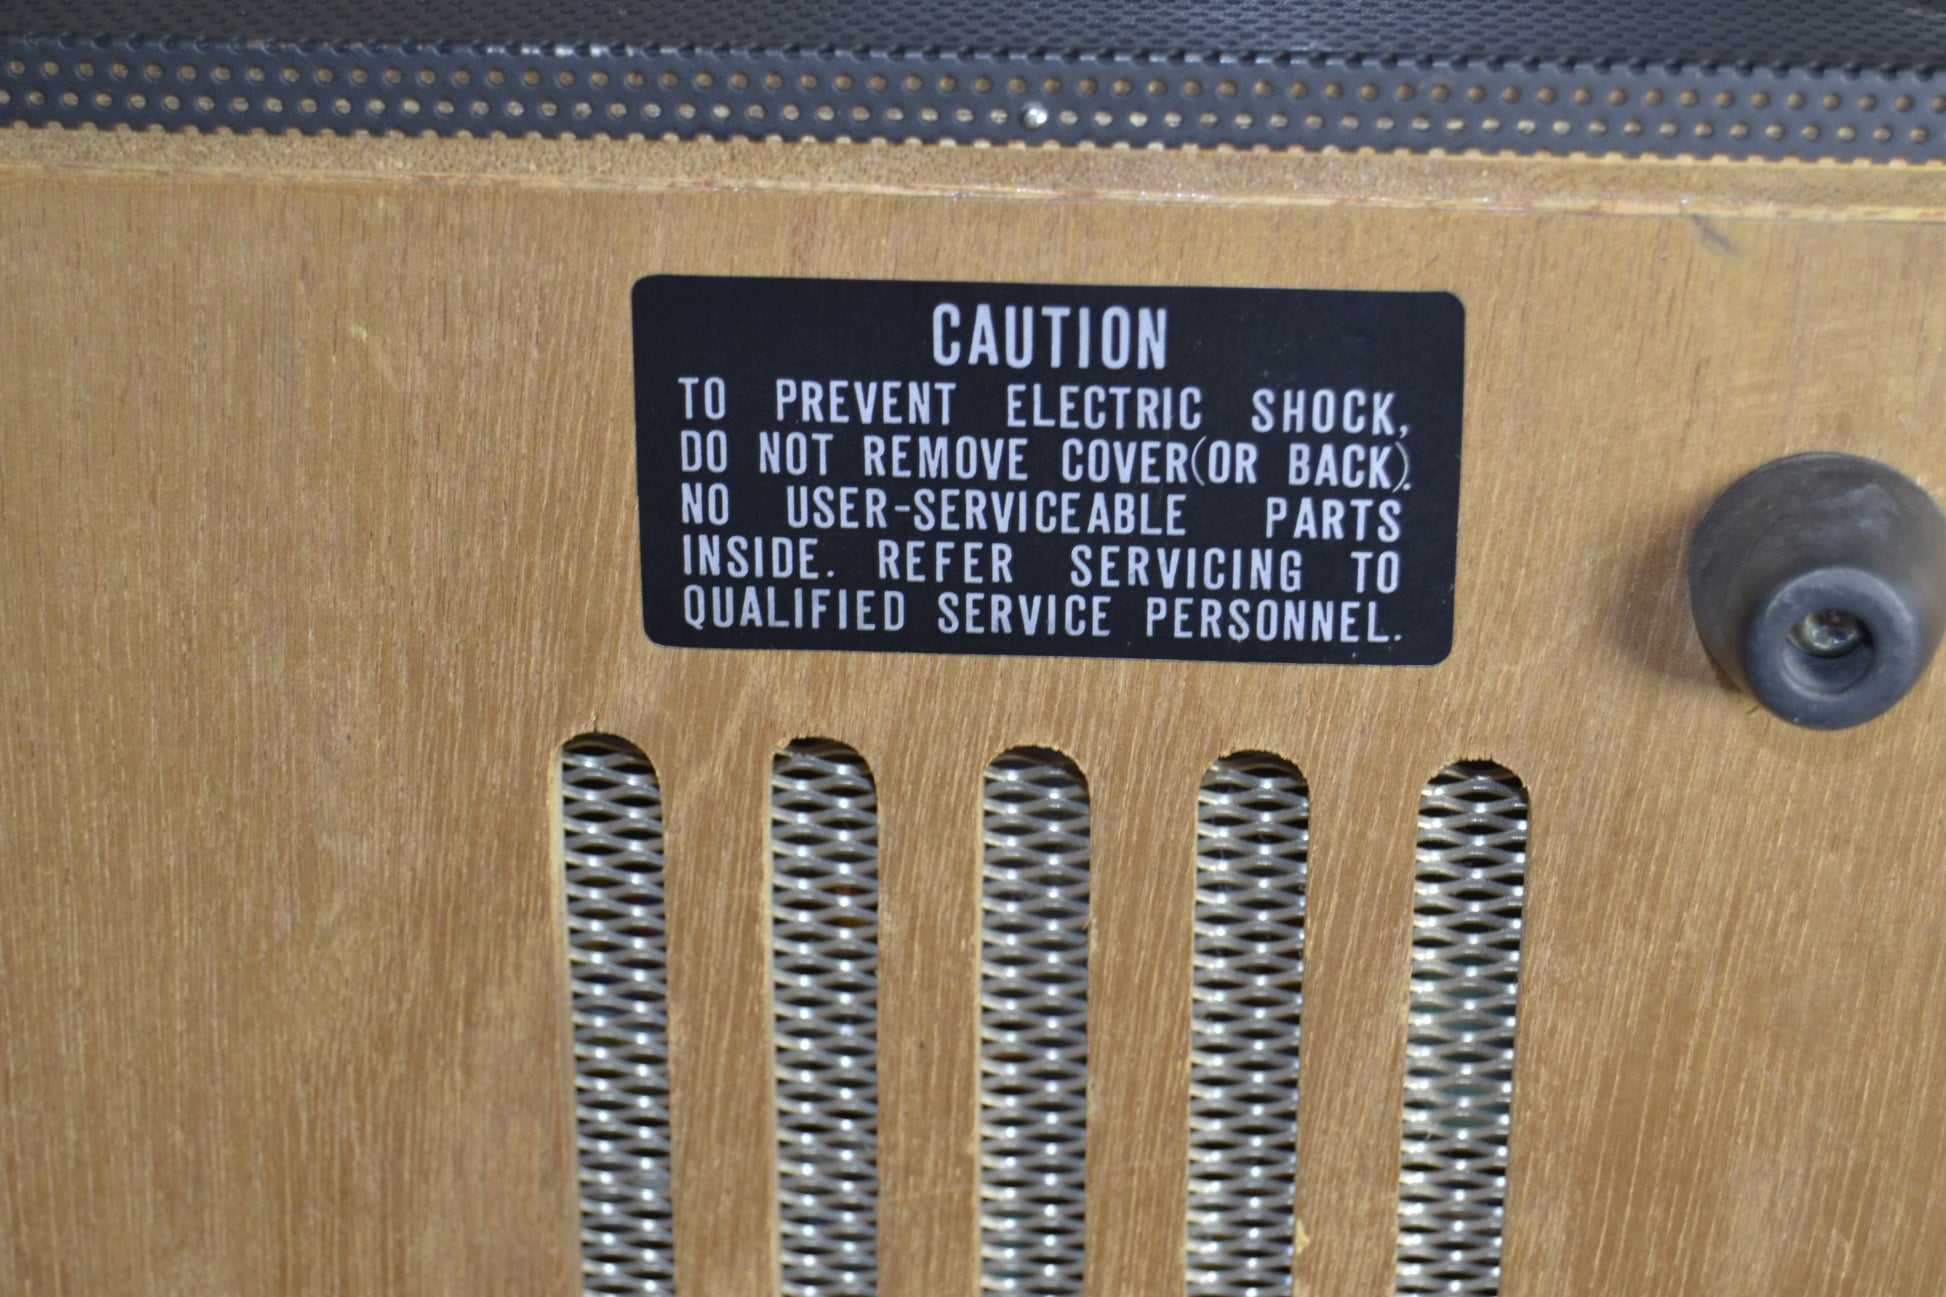 CAUTION
TO PREVENT ELECTRIC SHOCK,
DO NOT REMOVE COVER(OR BACK).
NO USER-SERVICEABLE PARTS
INSIDE. REFER SERVICING TO
QUALIFIED SERVICE PERSONNEL.